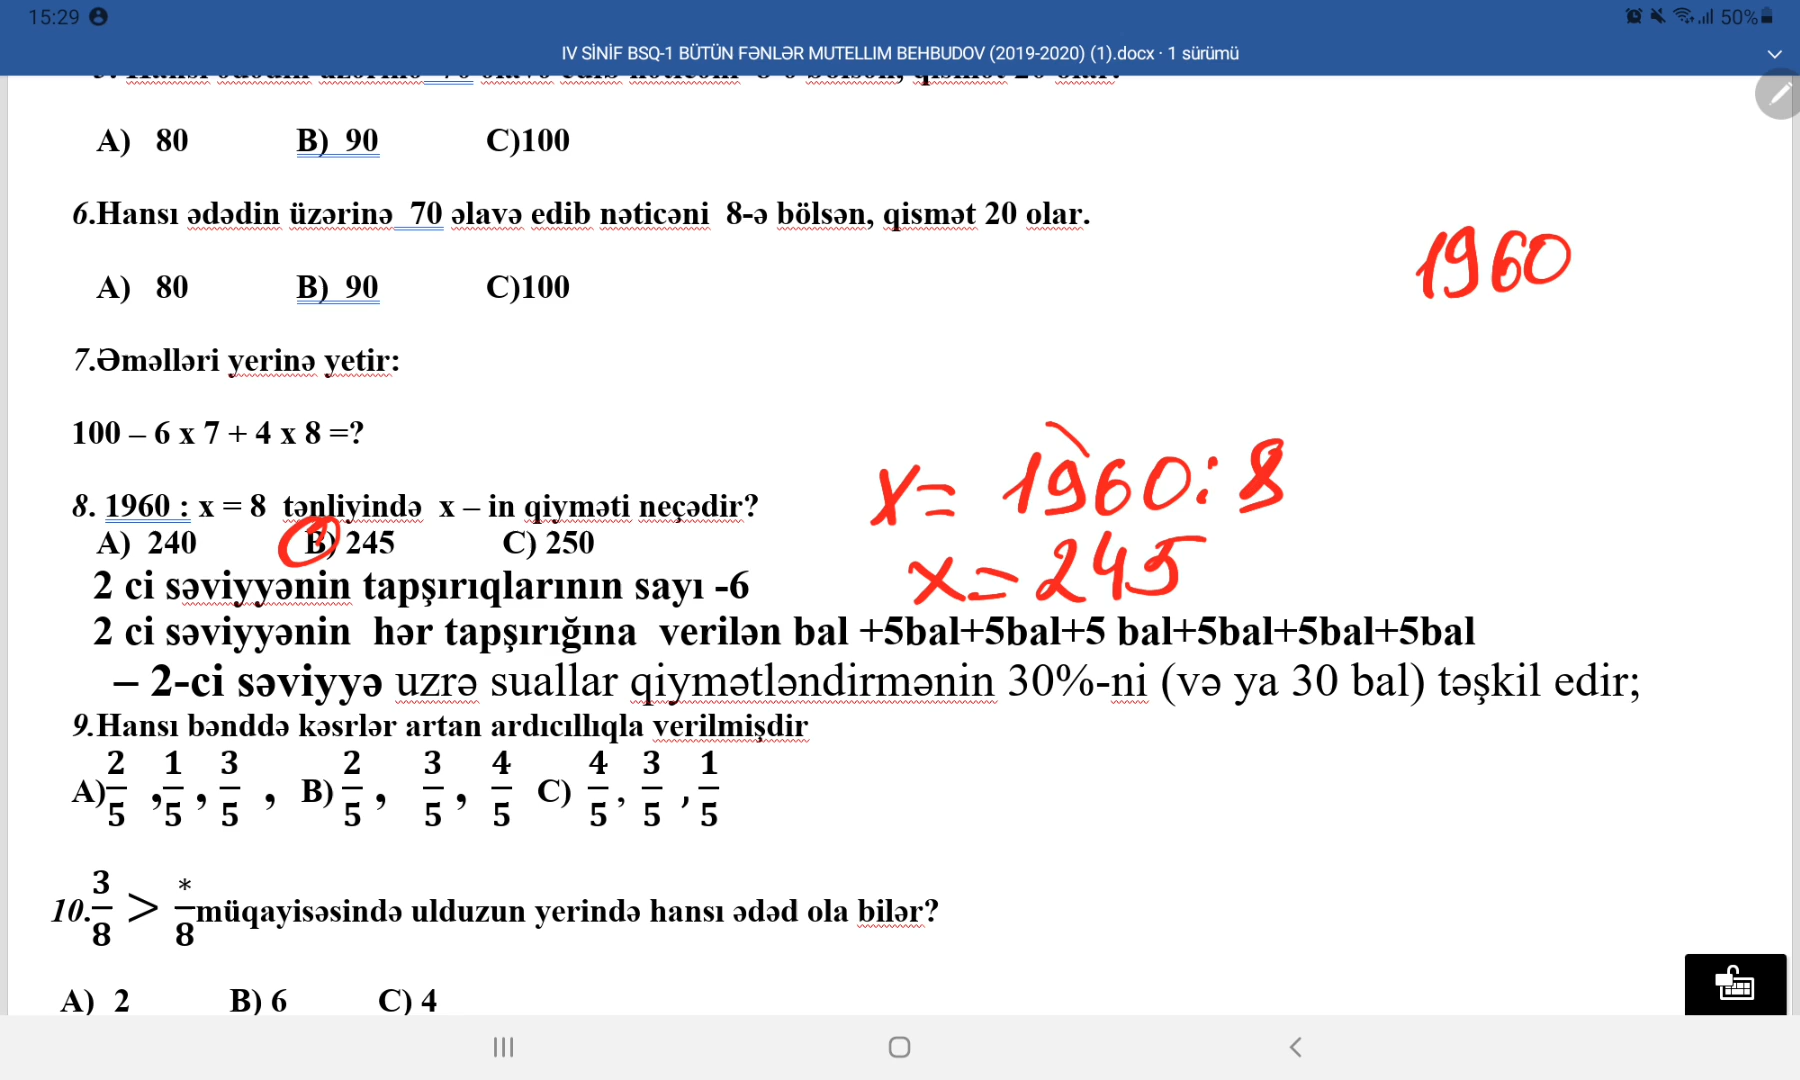 15:29
50%
IV SİNİF BSQ-1 BÜTÜN FƏNLƏR MUTELLIM BEHBUDOV (2019-2020) (1).docx · 1 sürümü
A) 80 B) 90 C)100
6.Hansı ədədin üzərinə 70 əlavə edib nəticəni 8-ə bölsən, qismət 20 olar.
1960
A) 80 B) 90 C)100
7.Əməlləri yerinə yetir:
100 – 6 x 7 + 4 x 8 =?
x= 1960:8
8. 1960 : x = 8 tənliyində x – in qiyməti neçədir?
A) 240 B) 245 C) 250
x=245
2 ci səviyyənin tapşırıqlarının sayı -6
2 ci səviyyənin hər tapşırığına verilən bal +5bal+5bal+5 bal+5bal+5bal+5bal
– 2-ci səviyyə uzrə suallar qiymətləndirmənin 30%-ni (və ya 30 bal) təşkil edir;
9.Hansı bənddə kəsrlər artan ardıcıllıqla verilmişdir
A) 2/5 , 1/5 , 3/5 , B) 2/5 , 3/5 , 4/5 C) 4/5 , 3/5 , 1/5
10. 3/8 > */8 müqayisəsində ulduzun yerində hansı ədəd ola bilər?
A) 2 B) 6 C) 4